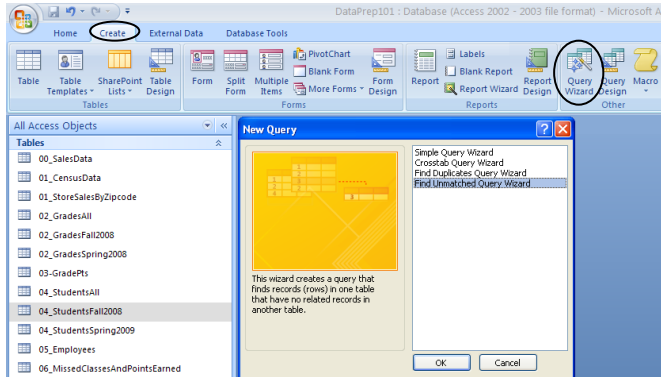 DataPrep101 : Database (Access 2002 - 2003 file format) - Microsoft A
Home Create External Data Database Tools
Table
Table Templates
SharePoint Lists
Table Design
Tables
Form
Split Form
Multiple Items
PivotChart
Blank Form
More Forms
Form Design
Forms
Report
Labels
Blank Report
Report Wizard
Report Design
Reports
Query Wizard
Query Design
Macro
Other
All Access Objects
Tables
00_SalesData
01_CensusData
01_StoreSalesByZipcode
02_GradesAll
02_GradesFall2008
02_GradesSpring2008
03-GradePts
04_StudentsAll
04_StudentsFall2008
04_StudentsSpring2009
05_Employees
06_MissedClassesAndPointsEarned
New Query
Simple Query Wizard
Crosstab Query Wizard
Find Duplicates Query Wizard
Find Unmatched Query Wizard
This wizard creates a query that
finds records (rows) in one table
that have no related records in
another table.
OK Cancel